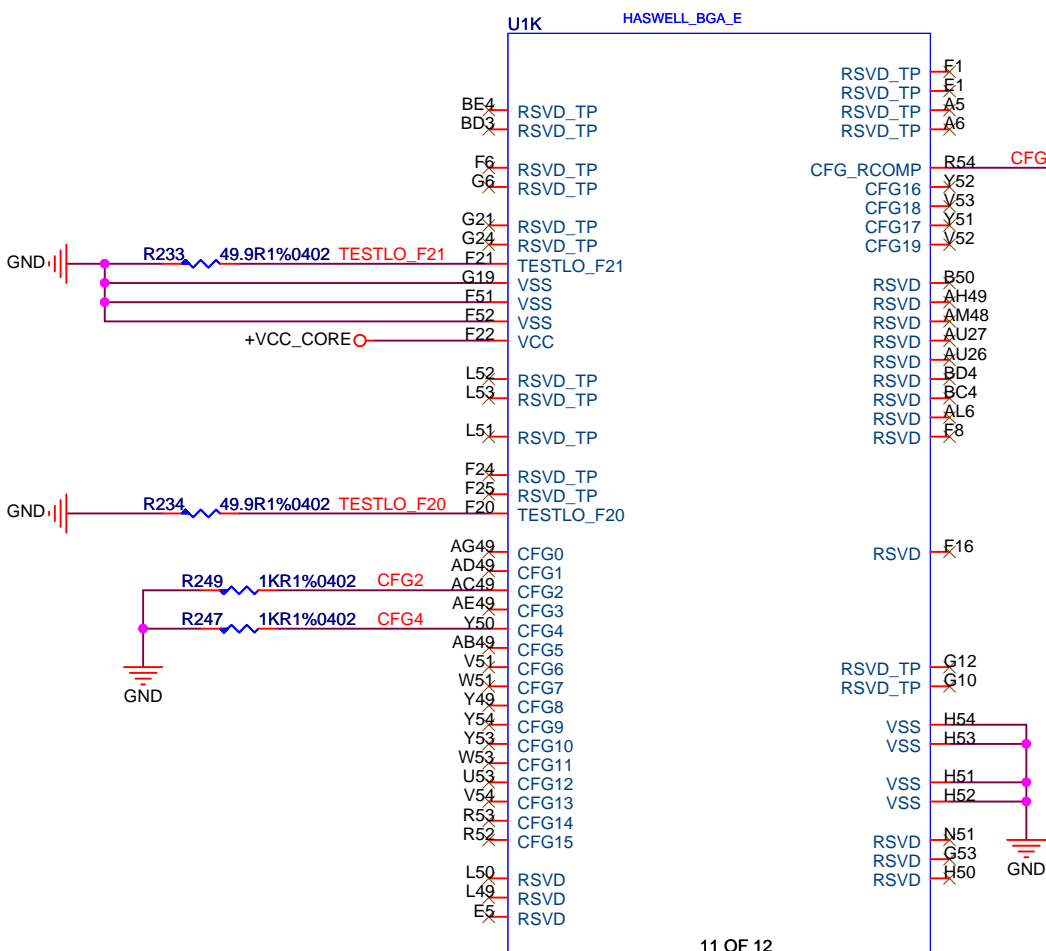 U1K HASWELL_BGA_E
F1
RSVD_TP
E1
RSVD_TP
BE4 RSVD_TP RSVD_TP A5
BD3 RSVD_TP RSVD_TP A6
F6 RSVD_TP CFG_RCOMP R54 CFG
G6 RSVD_TP CFG16 Y52
CFG18 V53
G21 RSVD_TP CFG17 Y51
G24 RSVD_TP CFG19 V52
GND R233 49.9R1%0402 TESTLO_F21 F21 TESTLO_F21
G19 VSS RSVD B50
F51 VSS RSVD AH49
F52 VSS RSVD AM48
+VCC_CORE F22 VCC RSVD AU27
RSVD AU26
L52 RSVD_TP RSVD BD4
L53 RSVD_TP RSVD BC4
RSVD AL6
L51 RSVD_TP RSVD F8
F24 RSVD_TP
F25 RSVD_TP
GND R234 49.9R1%0402 TESTLO_F20 F20 TESTLO_F20
AG49 CFG0 RSVD F16
AD49 CFG1
R249 1KR1%0402 CFG2 AC49 CFG2
AE49 CFG3
R247 1KR1%0402 CFG4 Y50 CFG4
AB49 CFG5
V51 CFG6 RSVD_TP G12
W51 CFG7 RSVD_TP G10
GND
Y49 CFG8
Y54 CFG9 VSS H54
Y53 CFG10 VSS H53
W53 CFG11
U53 CFG12 VSS H51
V54 CFG13 VSS H52
R53 CFG14
R52 CFG15 RSVD N51
RSVD G53
GND
L50 RSVD RSVD H50
L49 RSVD
E5 RSVD
11 OF 12